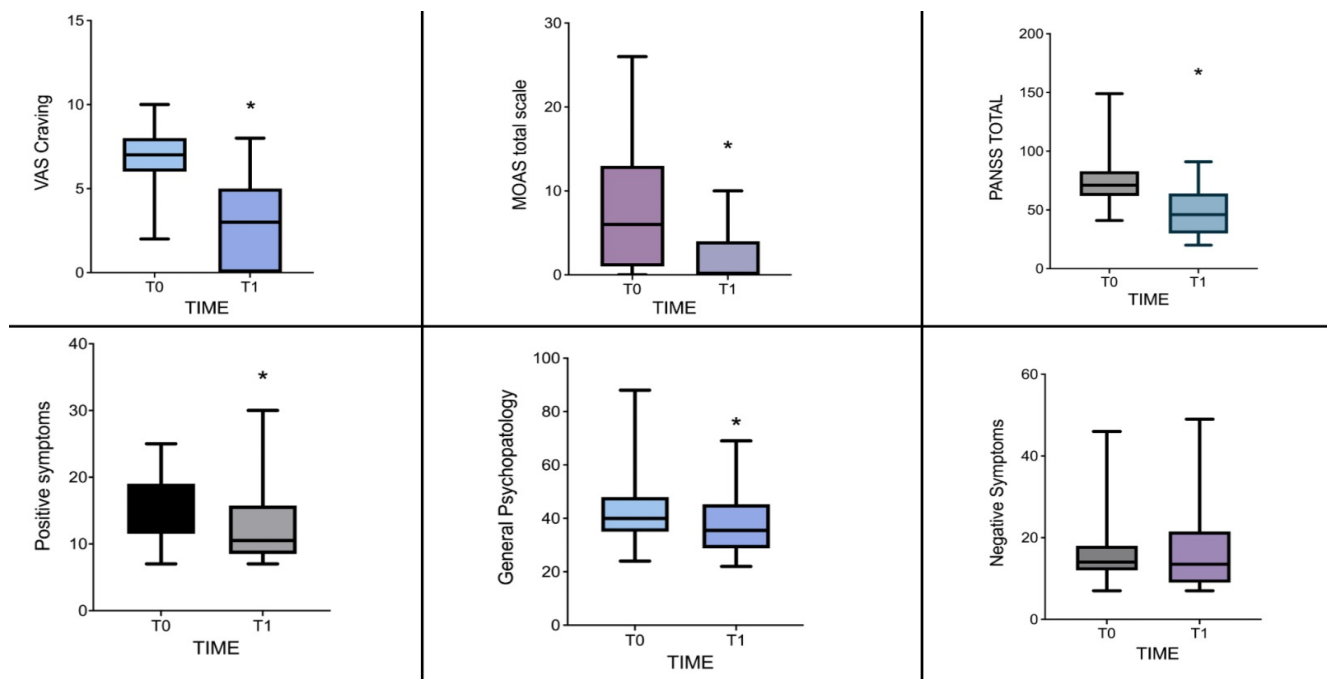 VAS Craving
15
10
5
0
*
T0 T1
TIME
MOAS total scale
30
20
10
0
*
T0 T1
TIME
PANSS TOTAL
200
150
100
50
0
*
T0 T1
TIME
Positive symptoms
40
30
20
10
0
*
T0 T1
TIME
General Psychopatology
100
80
60
40
20
0
*
T0 T1
TIME
Negative Symptoms
60
40
20
0
T0 T1
TIME